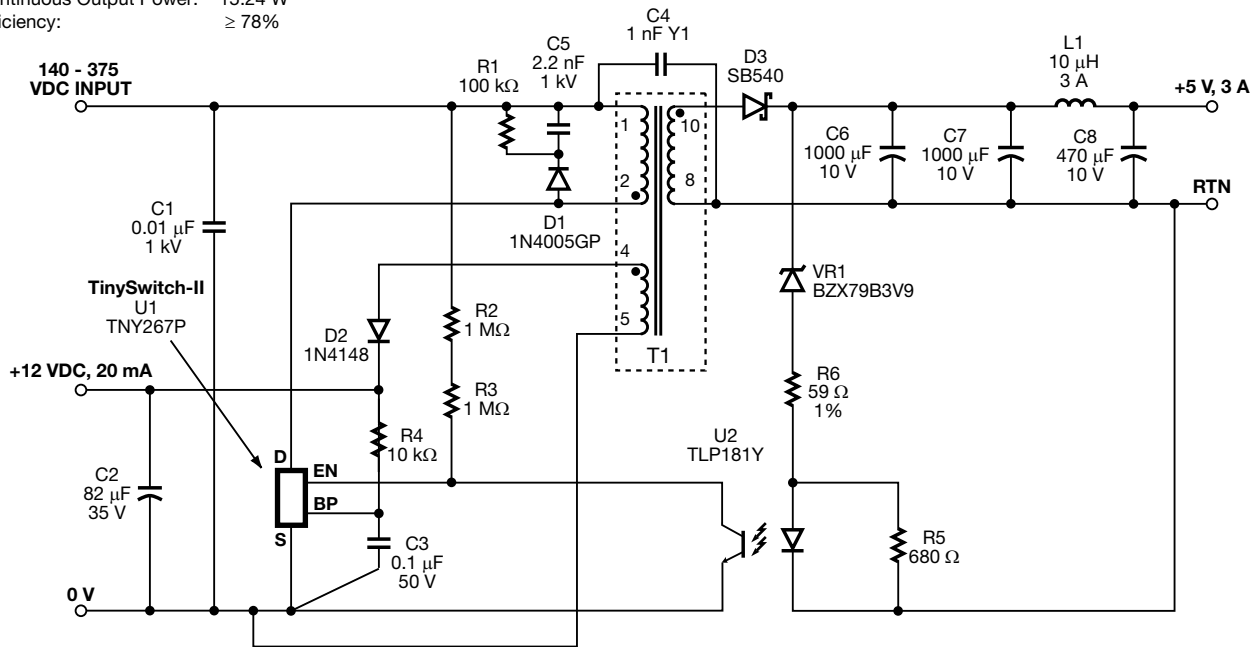 15.24 W
≥ 78%
C4
1 nF Y1
C5
2.2 nF
1 kV
R1
100 kΩ
D3
SB540
L1
10 µH
3 A
140 - 375
VDC INPUT
+5 V, 3 A
1
10
2
8
C6
1000 µF
10 V
C7
1000 µF
10 V
C8
470 µF
10 V
RTN
C1
0.01 µF
1 kV
D1
1N4005GP
4
5
T1
VR1
BZX79B3V9
TinySwitch-II
U1
TNY267P
D2
1N4148
R2
1 MΩ
+12 VDC, 20 mA
R3
1 MΩ
R6
59 Ω
1%
R4
10 kΩ
U2
TLP181Y
D
EN
BP
S
C2
82 µF
35 V
C3
0.1 µF
50 V
R5
680 Ω
0 V